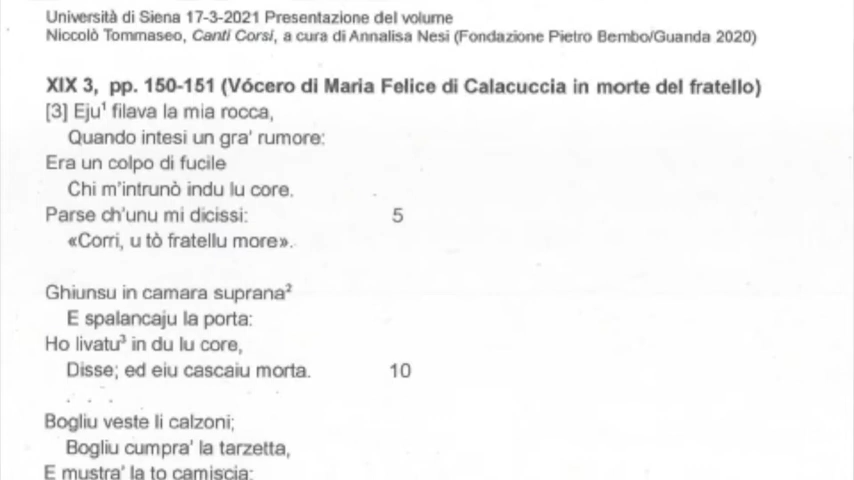 Università di Siena 17-3-2021 Presentazione del volume
Niccolò Tommaseo, Canti Corsi, a cura di Annalisa Nesi (Fondazione Pietro Bembo/Guanda 2020)
XIX 3, pp. 150-151 (Vócero di Maria Felice di Calacuccia in morte del fratello)
[3] Eju¹ filava la mia rocca,
Quando intesi un gra' rumore:
Era un colpo di fucile
Chi m'intrunò indu lu core.
Parse ch'unu mi dicissi: 5
«Corri, u tò fratellu more».
Ghiunsu in camara suprana²
E spalancaju la porta:
Ho livatu³ in du lu core,
Disse; ed eiu cascaiu morta. 10
. . .
Bogliu veste li calzoni;
Bogliu cumpra' la tarzetta,
E mustra' la to camiscia: